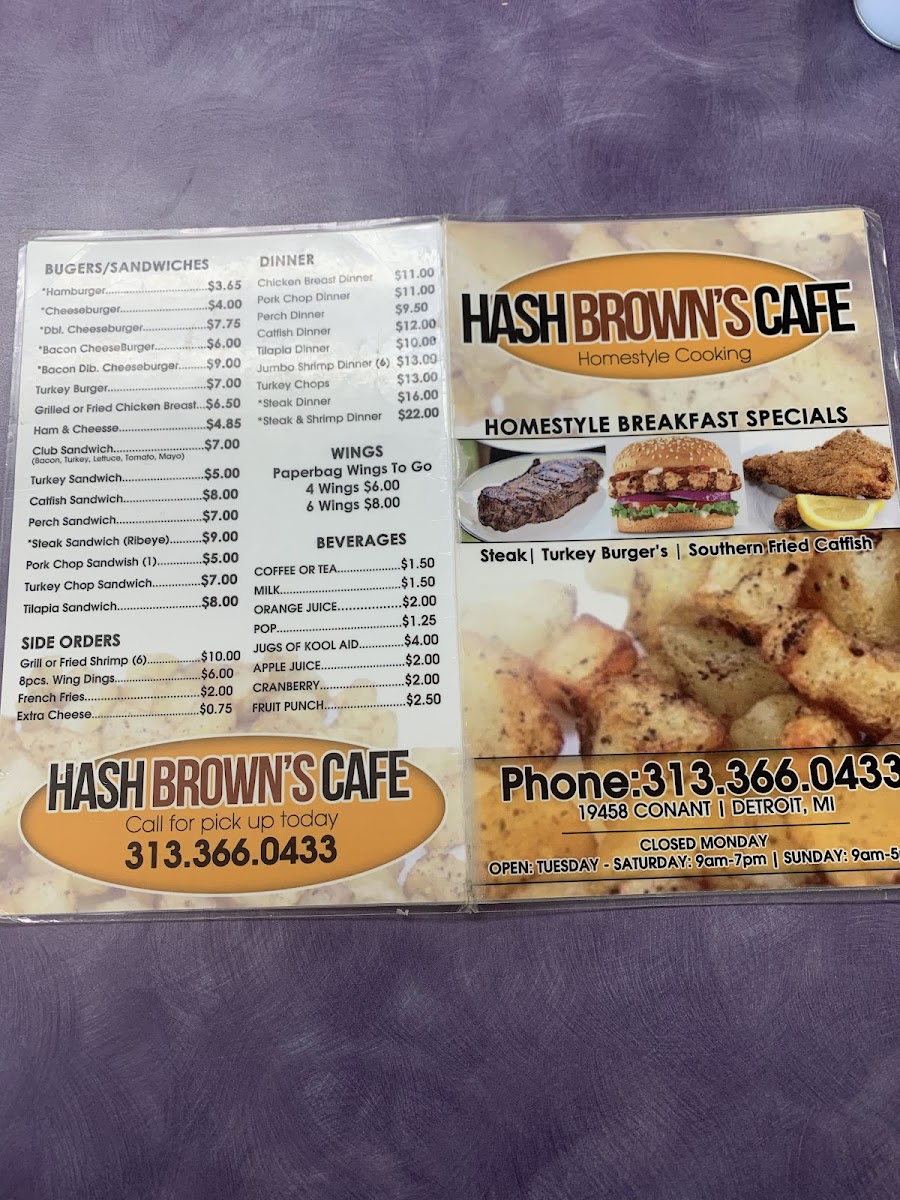 BUGERS/SANDWICHES
*Hamburger..............................$3.65
*Cheeseburger..........................$4.00
*Dbl. Cheeseburger....................$7.75
*Bacon CheeseBurger.................$6.00
*Bacon Dlb. Cheeseburger..........$9.00
Turkey Burger............................$7.00
Grilled or Fried Chicken Breast...$6.50
Ham & Cheesse..........................$4.85
Club Sandwich...........................$7.00
(Bacon, Turkey, Lettuce, Tomato, Mayo)
Turkey Sandwich........................$5.00
Catfish Sandwich........................$8.00
Perch Sandwich.........................$7.00
*Steak Sandwich (Ribeye)..........$9.00
Pork Chop Sandwish (1).............$5.00
Turkey Chop Sandwich...............$7.00
Tilapia Sandwich........................$8.00
SIDE ORDERS
Grill or Fried Shrimp (6)..............$10.00
8pcs. Wing Dings.......................$6.00
French Fries..............................$2.00
Extra Cheese............................$0.75
DINNER
Chicken Breast Dinner $11.00
Pork Chop Dinner $11.00
Perch Dinner $9.50
Catfish Dinner $12.00
Tilapia Dinner $10.00
Jumbo Shrimp Dinner (6) $13.00
Turkey Chops $13.00
*Steak Dinner $16.00
*Steak & Shrimp Dinner $22.00
WINGS
Paperbag Wings To Go
4 Wings $6.00
6 Wings $8.00
BEVERAGES
COFFEE OR TEA....................$1.50
MILK......................................$1.50
ORANGE JUICE....................$2.00
POP......................................$1.25
JUGS OF KOOL AID..............$4.00
APPLE JUICE.........................$2.00
CRANBERRY.........................$2.00
FRUIT PUNCH.......................$2.50
HASH BROWN'S CAFE
Call for pick up today
313.366.0433
HASH BROWN'S CAFE
Homestyle Cooking
HOMESTYLE BREAKFAST SPECIALS
Steak| Turkey Burger's | Southern Fried Catfish
Phone:313.366.0433
19458 CONANT | DETROIT, MI
CLOSED MONDAY
OPEN: TUESDAY - SATURDAY: 9am-7pm | SUNDAY: 9am-5